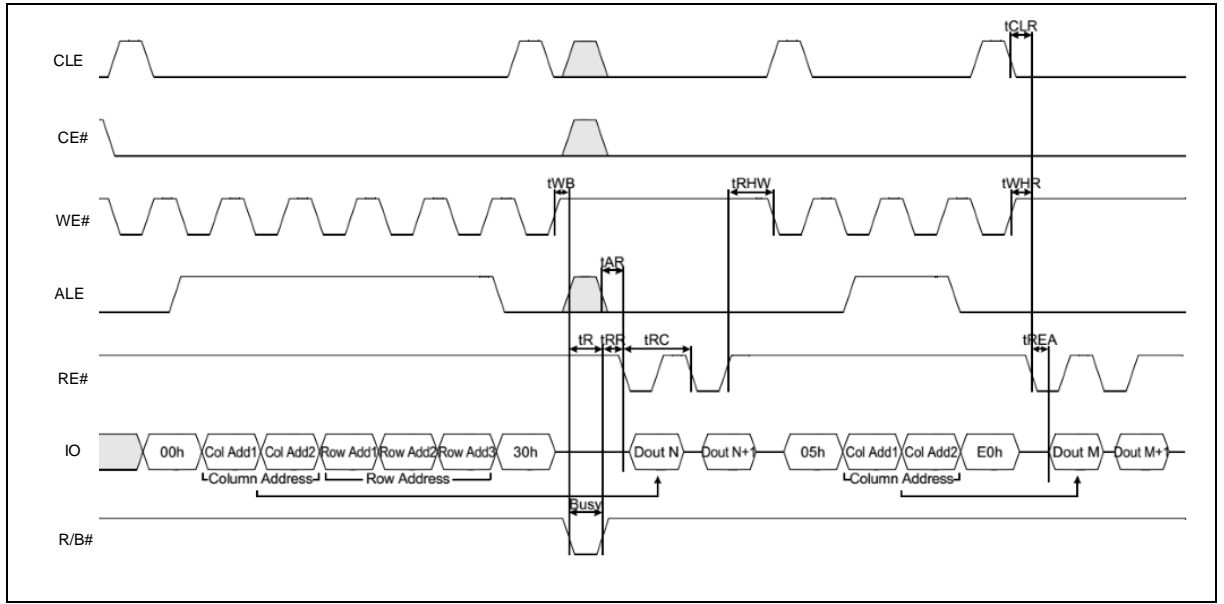 tCLR
CLE
CE#
tWB tRHW tWHR
WE#
tAR
ALE
tR tRR tRC tREA
RE#
IO 00h Col Add1 Col Add2 Row Add1 Row Add2 Row Add3 30h Dout N Dout N+1 05h Col Add1 Col Add2 E0h Dout M Dout M+1
Column Address Row Address Column Address
Busy
R/B#